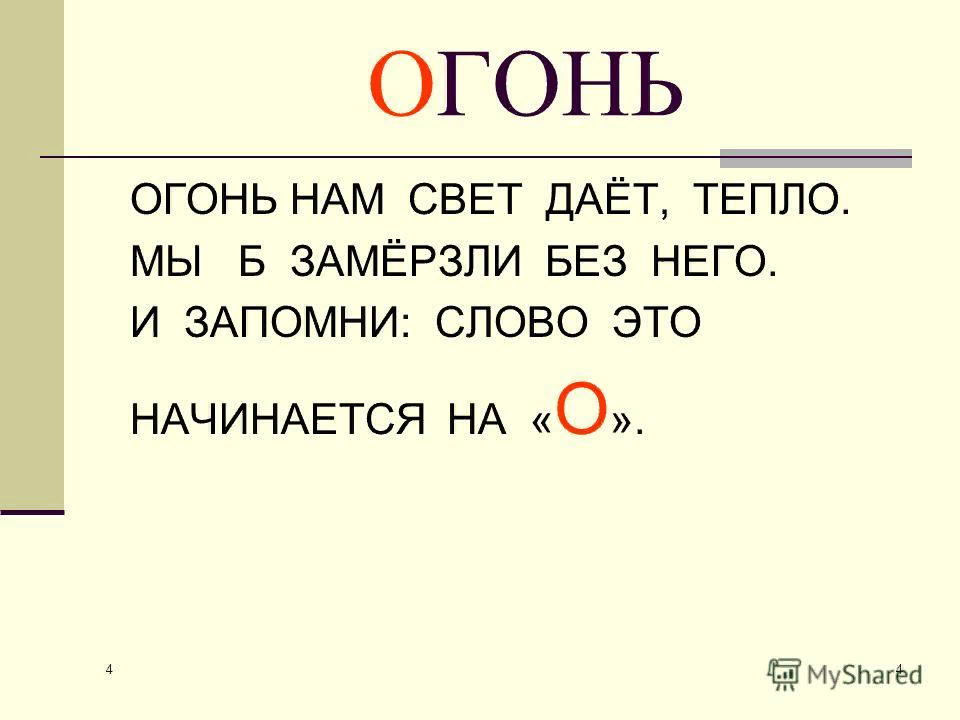 ОГОНЬ
ОГОНЬ НАМ СВЕТ ДАЁТ, ТЕПЛО.
МЫ Б ЗАМЁРЗЛИ БЕЗ НЕГО.
И ЗАПОМНИ: СЛОВО ЭТО
НАЧИНАЕТСЯ НА «О».
4 4
MyShared